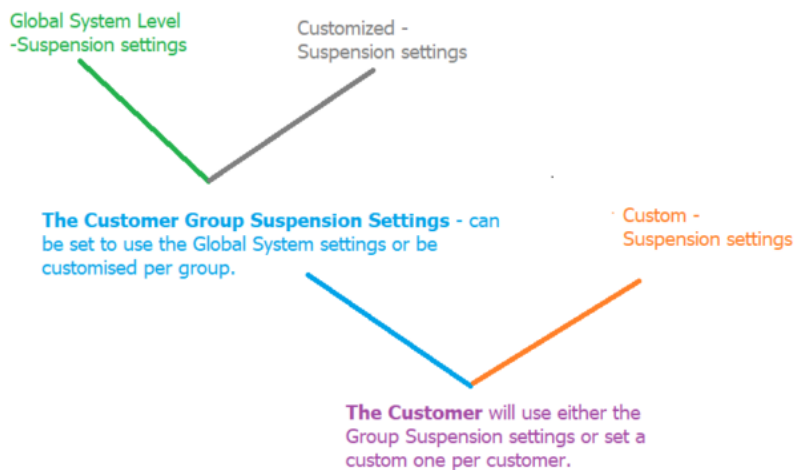 Global System Level
-Suspension settings
Customized -
Suspension settings
The Customer Group Suspension Settings - can
be set to use the Global System settings or be
customised per group.
Custom -
Suspension settings
The Customer will use either the
Group Suspension settings or set a
custom one per customer.